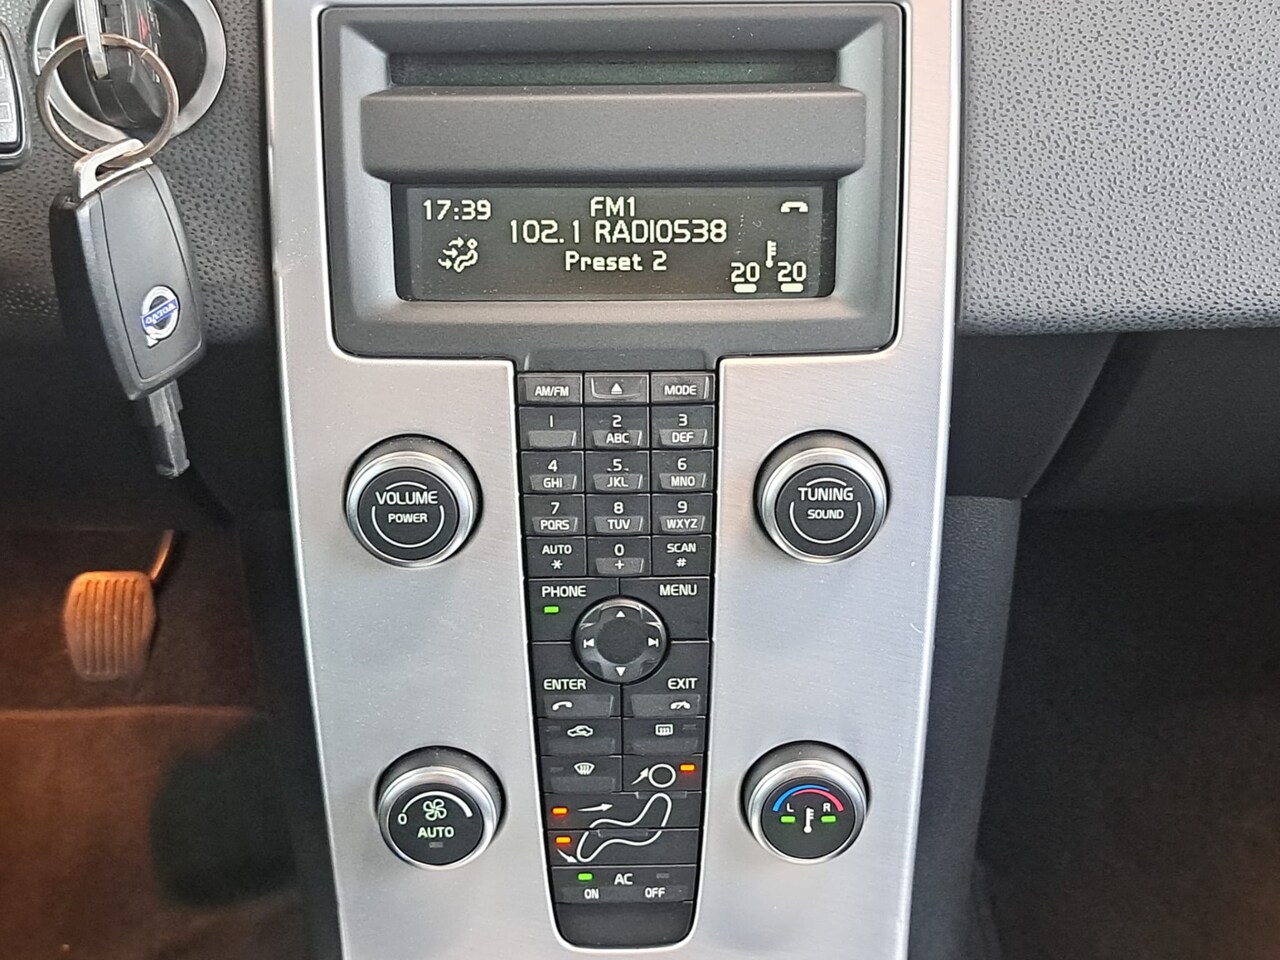 17:39
FM1
102.1 RADIO538
Preset 2
20 20
VOLVO
AM/FM
MODE
1
2
ABC
3
DEF
4
GHI
5
JKL
6
MNO
7
PQRS
8
TUV
9
WXYZ
AUTO
*
0
+
SCAN
#
VOLUME
POWER
TUNING
SOUND
PHONE
MENU
ENTER
EXIT
0
AUTO
L R
AC
ON OFF